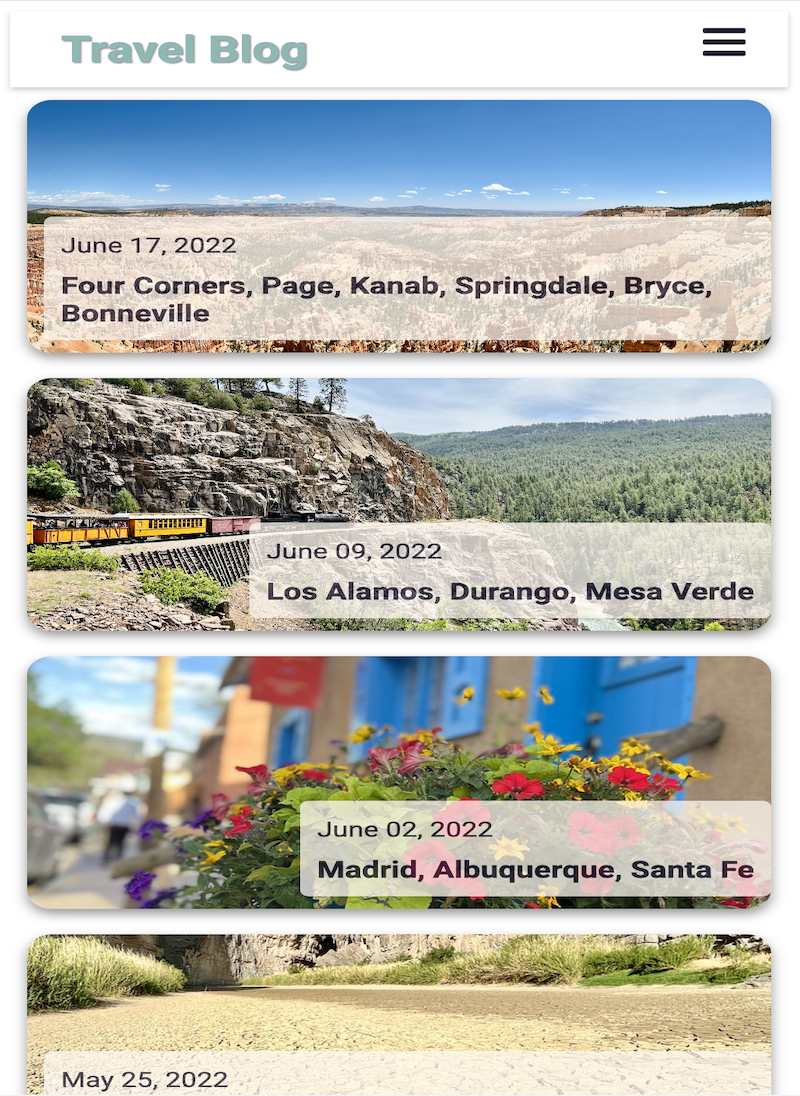 Travel Blog
June 17, 2022
Four Corners, Page, Kanab, Springdale, Bryce,
Bonneville
June 09, 2022
Los Alamos, Durango, Mesa Verde
June 02, 2022
Madrid, Albuquerque, Santa Fe
May 25, 2022